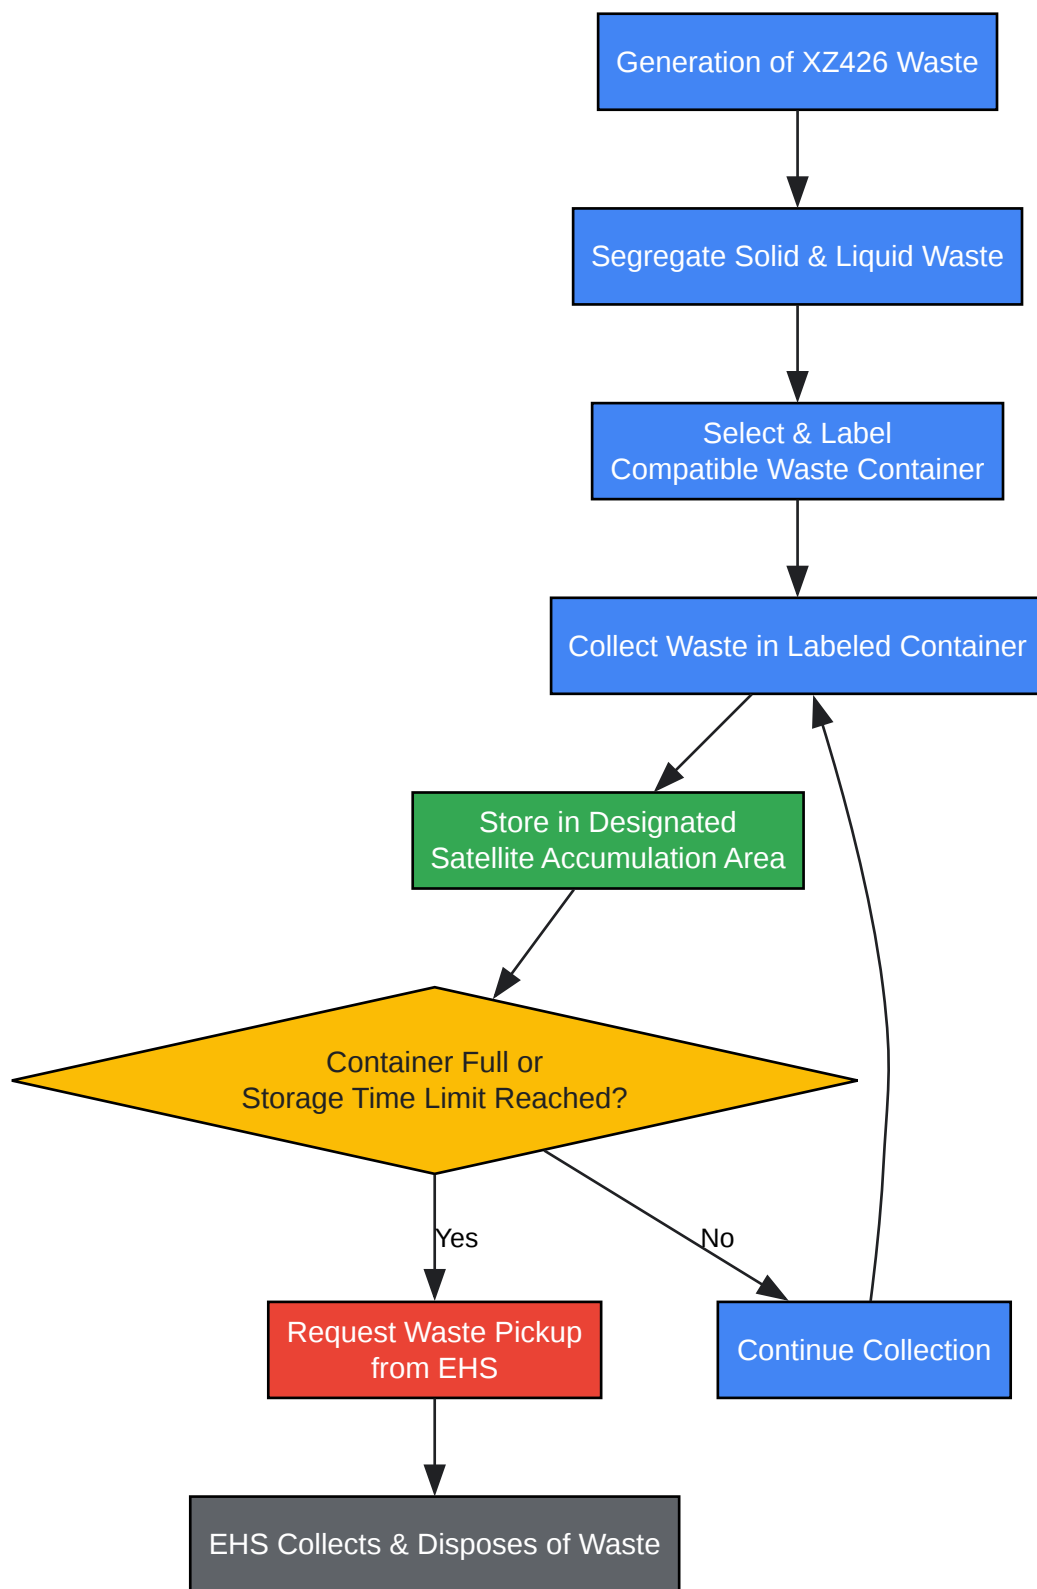 Generation of XZ426 Waste
Segregate Solid & Liquid Waste
Select & Label
Compatible Waste Container
Collect Waste in Labeled Container
Store in Designated
Satellite Accumulation Area
Container Full or
Storage Time Limit Reached?
Yes
No
Request Waste Pickup
from EHS
Continue Collection
EHS Collects & Disposes of Waste